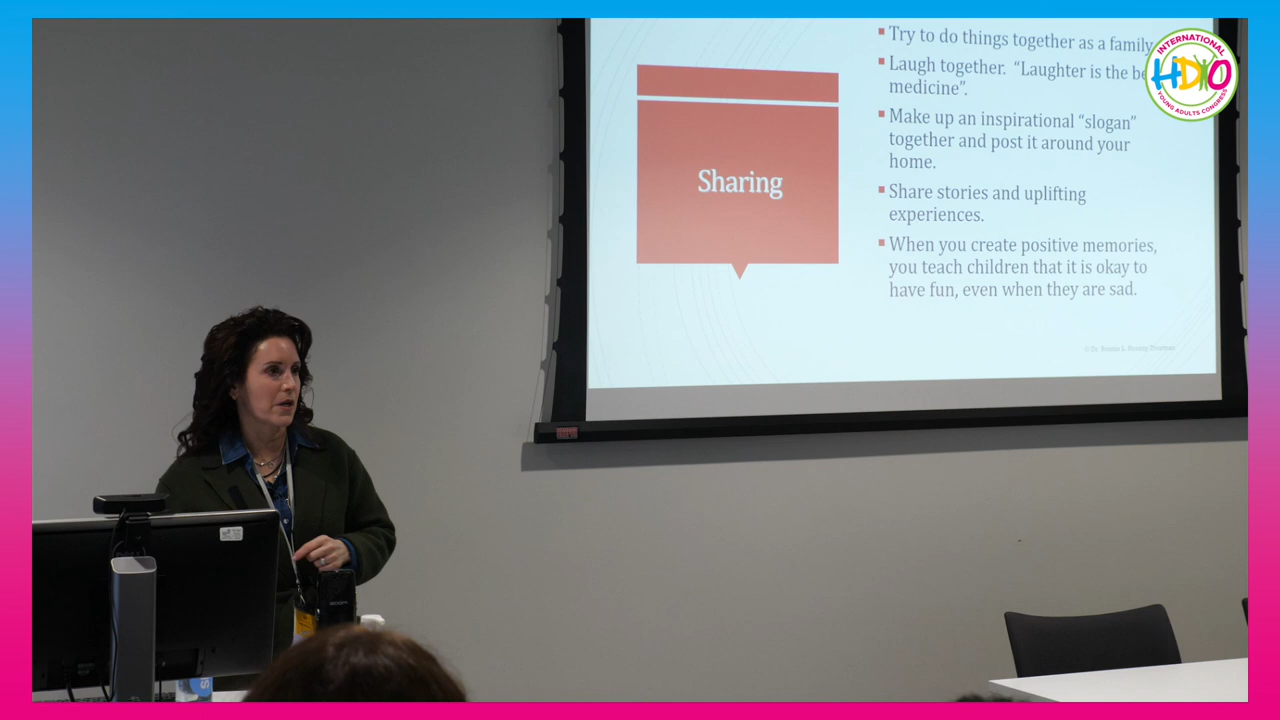 Sharing
Try to do things together as a family
Laugh together. “Laughter is the be
medicine”.
Make up an inspirational “slogan”
together and post it around your
home.
Share stories and uplifting
experiences.
When you create positive memories,
you teach children that it is okay to
have fun, even when they are sad.
© Dr. Bonnie L.
INTERNATIONAL
HDYO
YOUNG ADULTS CONGRESS